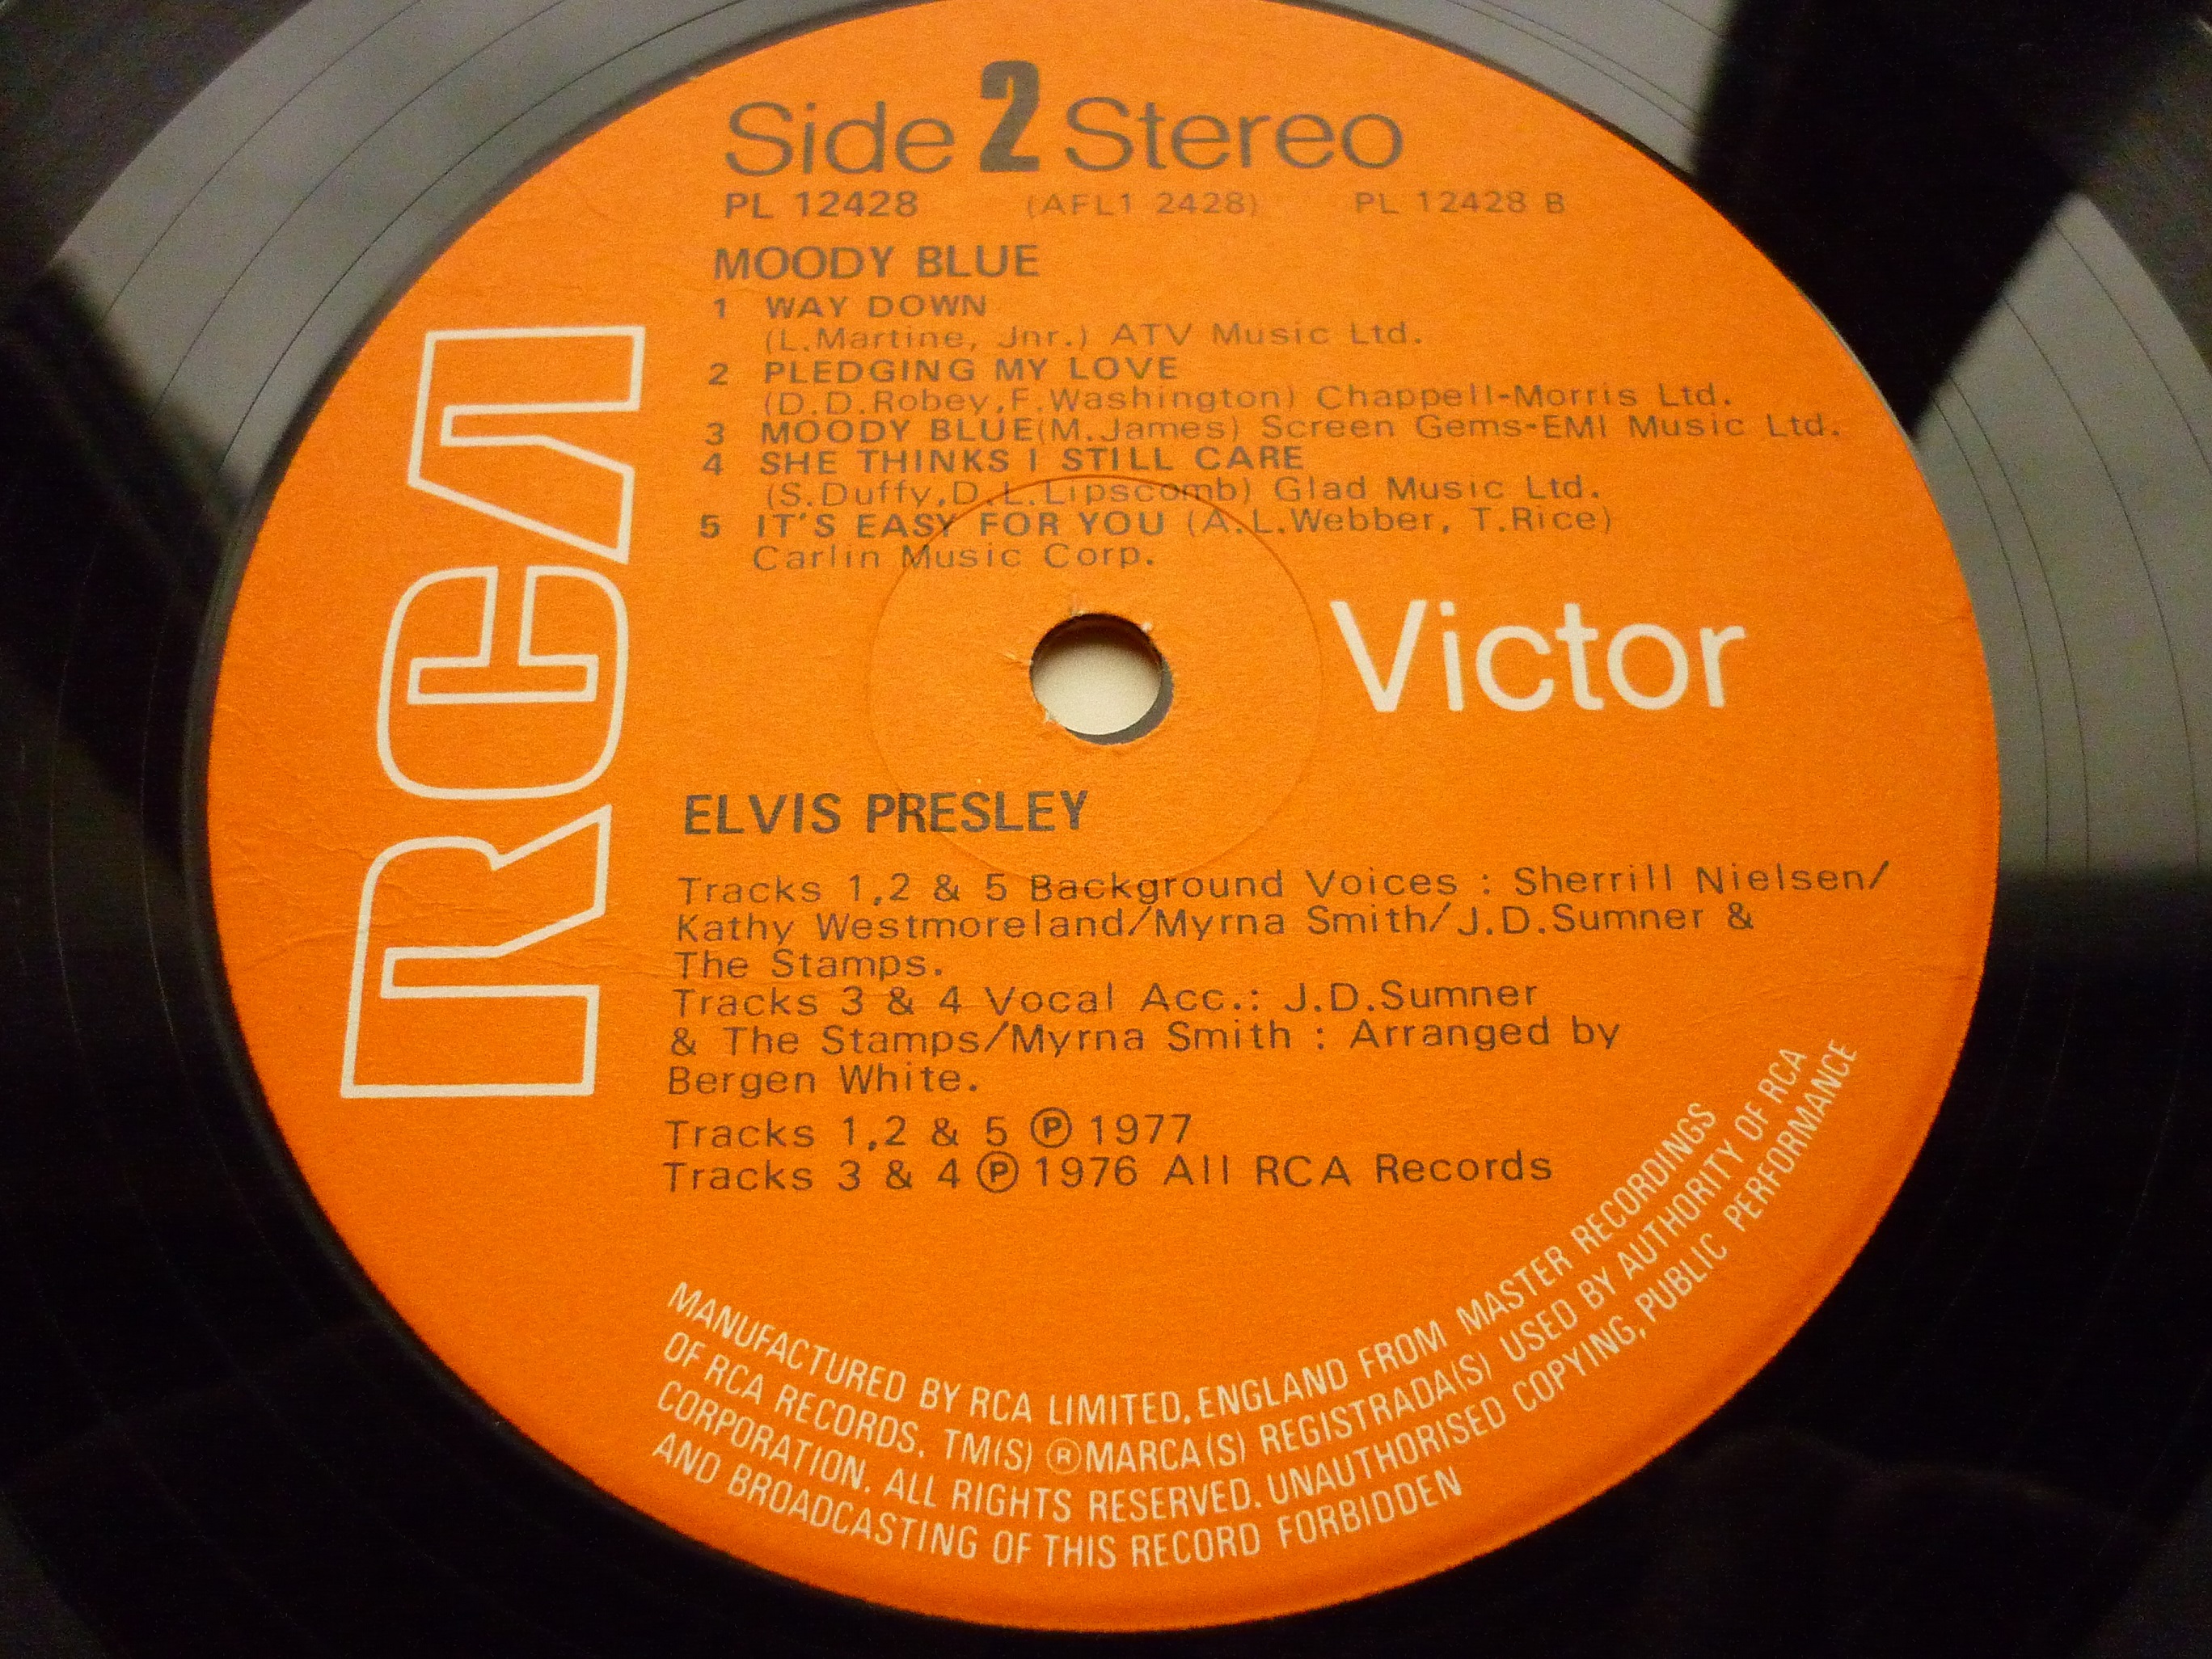 Side 2 Stereo
PL 12428 (AFL1 2428) PL 12428 B
MOODY BLUE
1 WAY DOWN
(L.Martine, Jnr.) ATV Music Ltd.
2 PLEDGING MY LOVE
(D.D.Robey,F.Washington) Chappell-Morris Ltd.
3 MOODY BLUE(M.James) Screen Gems-EMI Music Ltd.
4 SHE THINKS I STILL CARE
(S.Duffy,D.L.Lipscomb) Glad Music Ltd.
5 IT'S EASY FOR YOU (A.L.Webber, T.Rice)
Carlin Music Corp.
RCA
Victor
ELVIS PRESLEY
Tracks 1,2 & 5 Background Voices : Sherrill Nielsen/
Kathy Westmoreland/Myrna Smith/J.D.Sumner &
The Stamps.
Tracks 3 & 4 Vocal Acc.: J.D.Sumner
& The Stamps/Myrna Smith : Arranged by
Bergen White.
Tracks 1,2 & 5 ℗ 1977
Tracks 3 & 4 ℗ 1976 All RCA Records
MANUFACTURED BY RCA LIMITED, ENGLAND FROM MASTER RECORDINGS
OF RCA RECORDS. TM(S) ® MARCA(S) REGISTRADA(S) USED BY AUTHORITY OF RCA
CORPORATION. ALL RIGHTS RESERVED. UNAUTHORISED COPYING, PUBLIC PERFORMANCE
AND BROADCASTING OF THIS RECORD FORBIDDEN